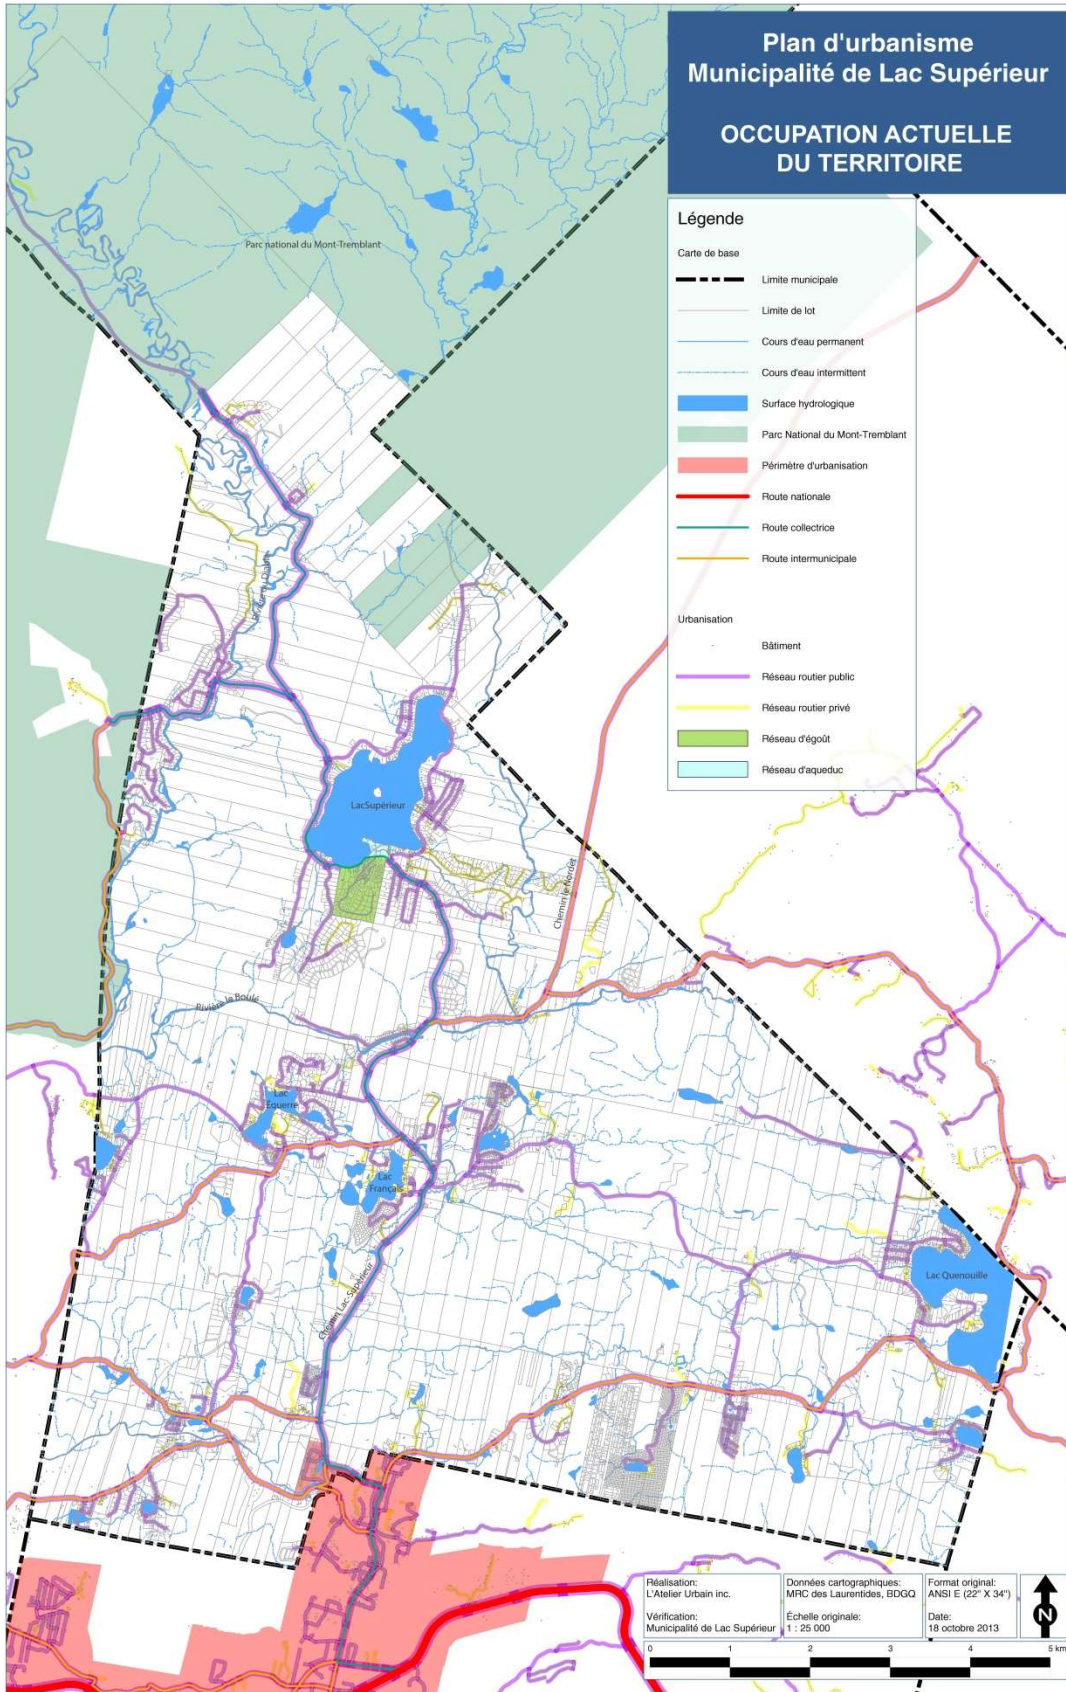 Plan d'urbanisme
Municipalité de Lac Supérieur
OCCUPATION ACTUELLE
DU TERRITOIRE
Légende
Carte de base
Limite municipale
Limite de lot
Cours d'eau permanent
Cours d'eau intermittent
Surface hydrologique
Parc National du Mont-Tremblant
Périmètre d'urbanisation
Route nationale
Route collectrice
Route intermunicipale
Urbanisation
Bâtiment
Réseau routier public
Réseau routier privé
Réseau d'égoût
Réseau d'aqueduc
Parc national du Mont-Tremblant
LacSupérieur
Chemin le Nordet
Rivière le Boulé
Lac
Équerre
Lac
Français
Chemin Lac-Supérieur
Lac Quenouille
Réalisation:
L'Atelier Urbain inc.
Vérification:
Municipalité de Lac Supérieur
Données cartographiques:
MRC des Laurentides, BDGQ
Échelle originale:
1 : 25 000
Format original:
ANSI E (22" X 34")
Date:
18 octobre 2013
N
0 1 2 3 4 5 km